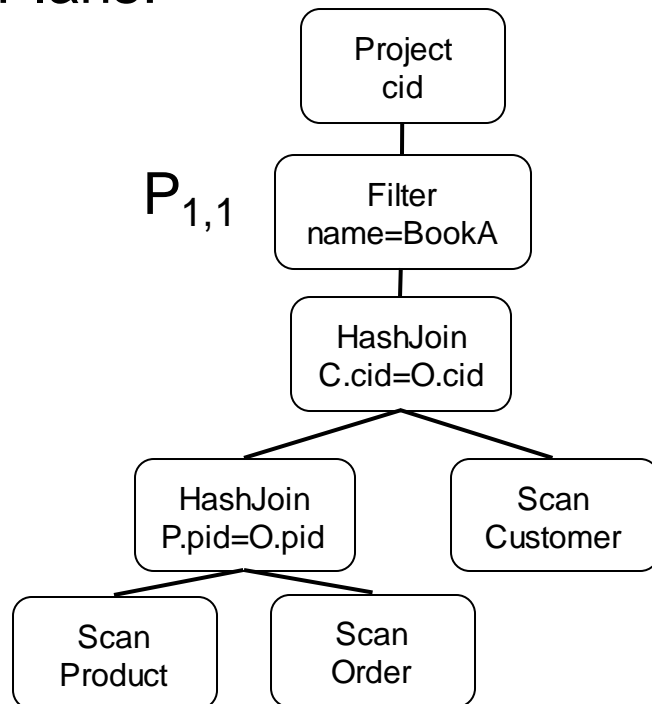 Project
cid
P1,1
Filter
name=BookA
HashJoin
C.cid=O.cid
HashJoin
P.pid=O.pid
Scan
Customer
Scan
Product
Scan
Order